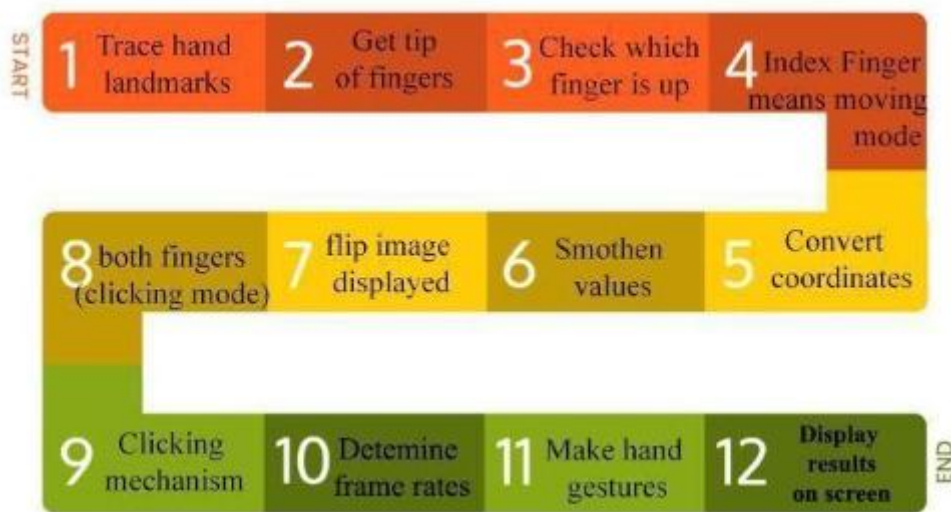 START
1 Trace hand
landmarks
2 Get tip
of fingers
3 Check which
finger is up
4 Index Finger
means moving
mode
5 Convert
coordinates
6 Smothen
values
7 flip image
displayed
8 both fingers
(clicking mode)
9 Clicking
mechanism
10 Detemine
frame rates
11 Make hand
gestures
12 Display
results
on screen
END